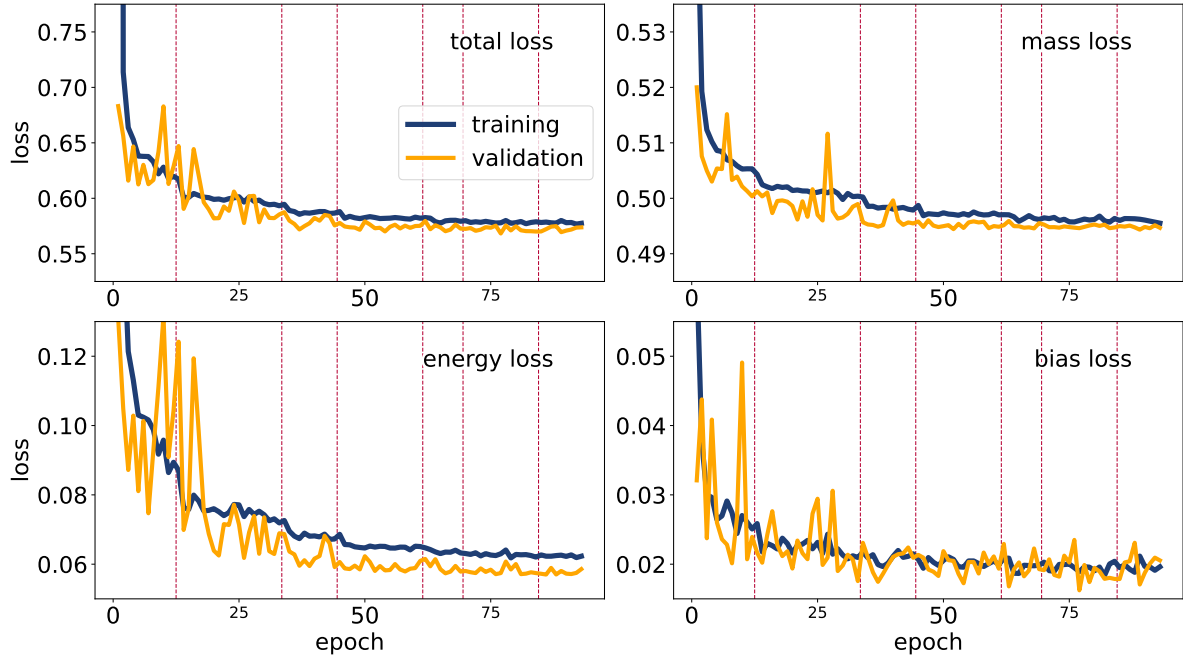 total loss
0.75
0.70
0.65
0.60
0.55
loss
training
validation
0 25 50 75
mass loss
0.53
0.52
0.51
0.50
0.49
0 25 50 75
energy loss
0.12
0.10
0.08
0.06
loss
0 25 50 75
epoch
bias loss
0.05
0.04
0.03
0.02
0 25 50 75
epoch